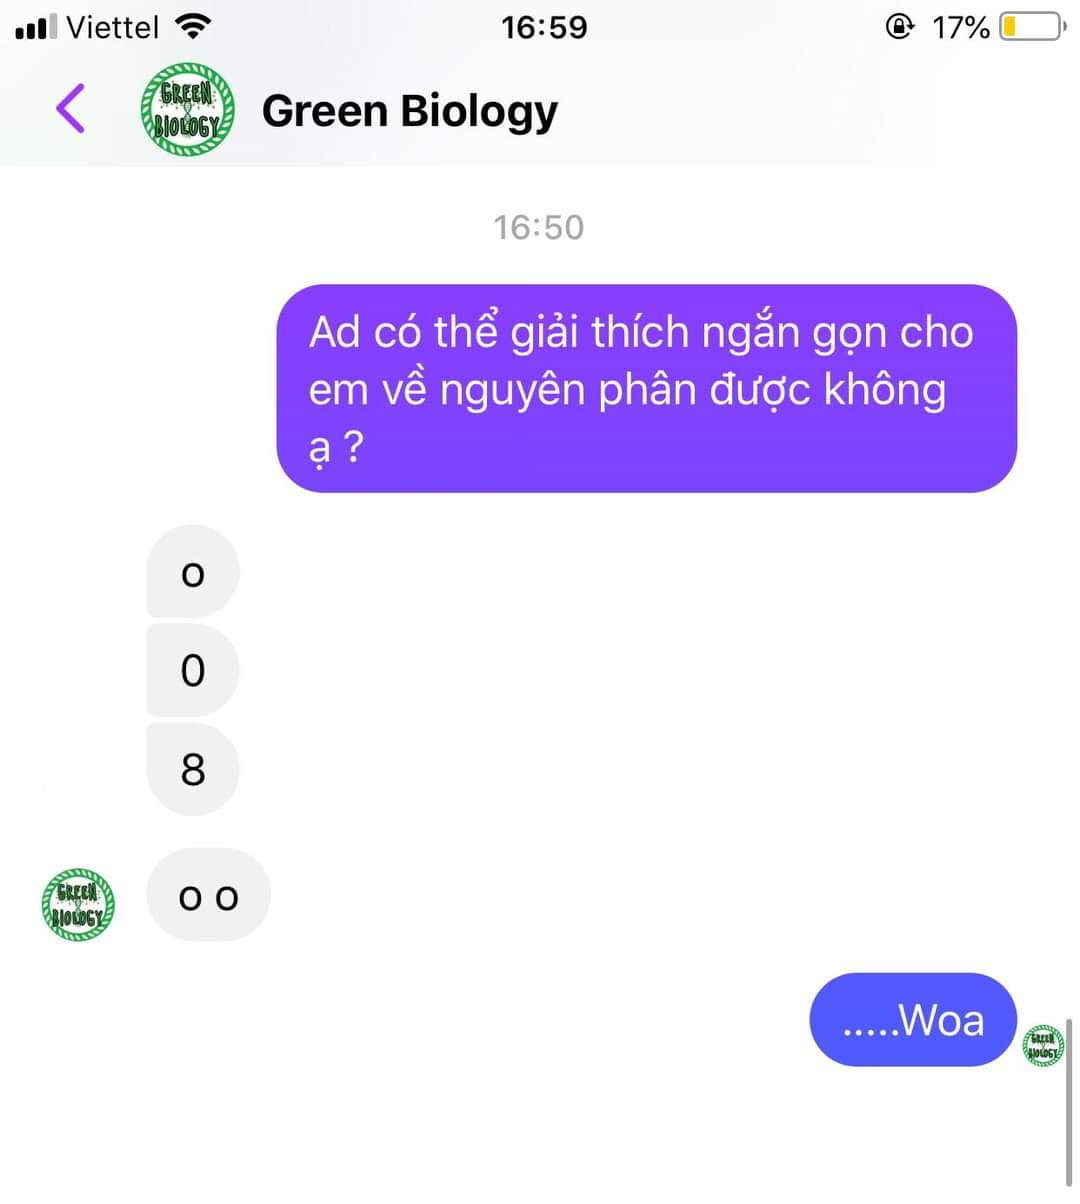 Viettel 16:59 17%
GREEN BIOLOGY Green Biology
16:50
Ad có thể giải thích ngắn gọn cho
em về nguyên phân được không
ạ ?
o
0
8
GREEN BIOLOGY o o
.....Woa
GREEN BIOLOGY